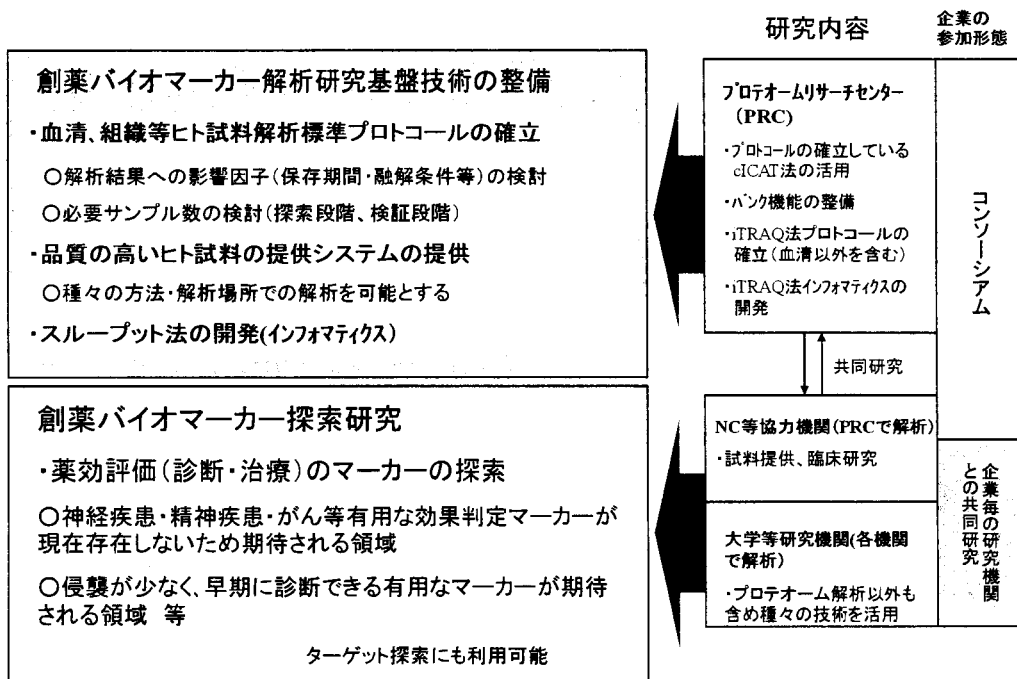 研究内容
企業の
参加形態
創薬バイオマーカー解析研究基盤技術の整備
・血清、組織等ヒト試料解析標準プロトコールの確立
○解析結果への影響因子(保存期間・融解条件等)の検討
○必要サンプル数の検討(探索段階、検証段階)
・品質の高いヒト試料の提供システムの提供
○種々の方法・解析場所での解析を可能とする
・スループット法の開発(インフォマティクス)
プロテオームリサーチセンター
(PRC)
・プロトコールの確立している
cICAT法の活用
・バンク機能の整備
・iTRAQ法プロトコールの
確立(血清以外を含む)
・iTRAQ法インフォマティクスの
開発
コンソーシアム
共同研究
創薬バイオマーカー探索研究
・薬効評価(診断・治療)のマーカーの探索
○神経疾患・精神疾患・がん等有用な効果判定マーカーが
現在存在しないため期待される領域
○侵襲が少なく、早期に診断できる有用なマーカーが期待
される領域 等
ターゲット探索にも利用可能
NC等協力機関(PRCで解析)
・試料提供、臨床研究
大学等研究機関(各機関
で解析)
・プロテオーム解析以外も
含め種々の技術を活用
企業毎の研究機関
との共同研究